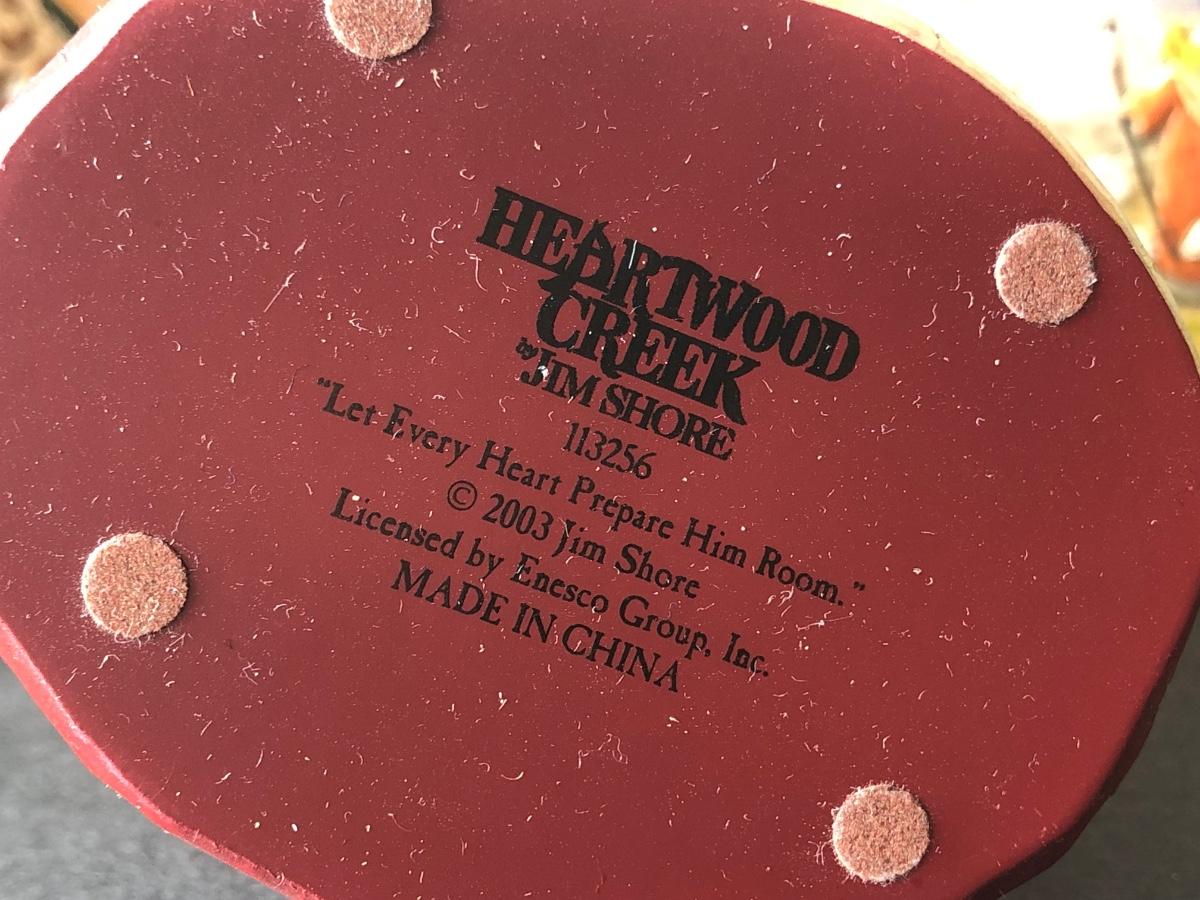 HEARTWOOD
CREEK
by
JIM SHORE
113256
“Let Every Heart Prepare Him Room.”
© 2003 Jim Shore
Licensed by Enesco Group, Inc.
MADE IN CHINA